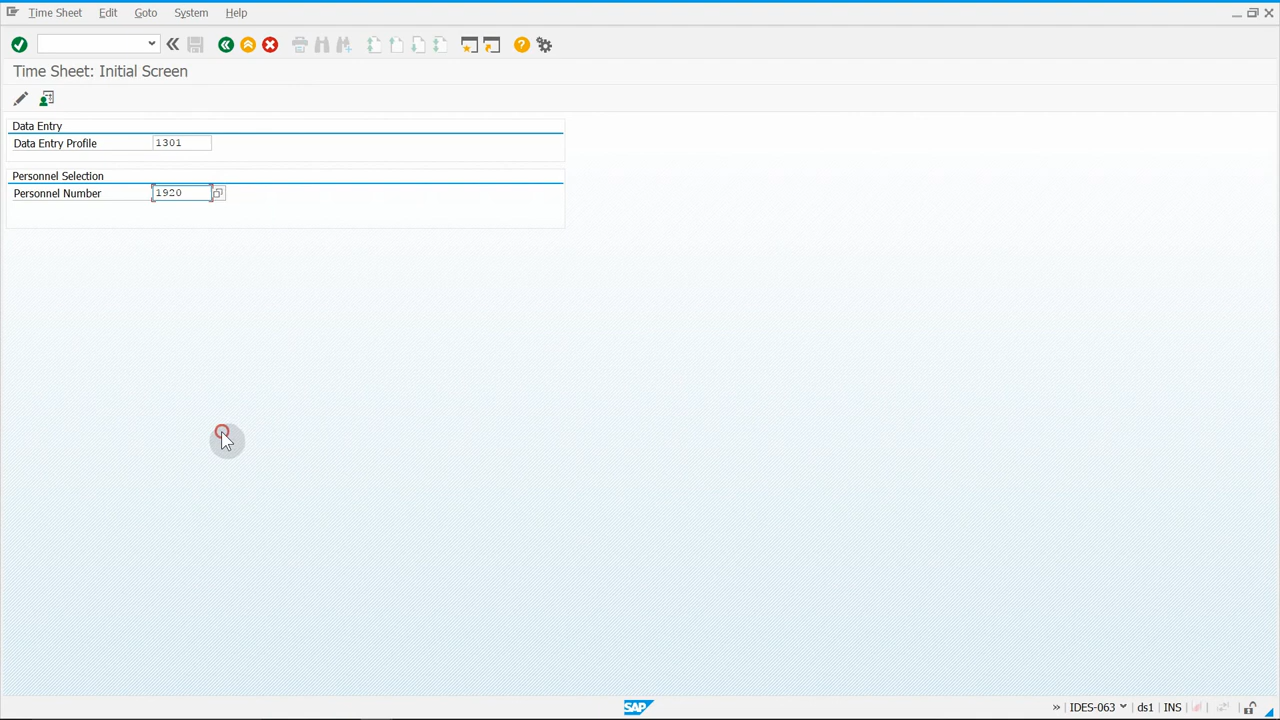 Time Sheet Edit Goto System Help
Time Sheet: Initial Screen
Data Entry
Data Entry Profile 1301
Personnel Selection
Personnel Number 1920
SAP » IDES-063 ds1 INS